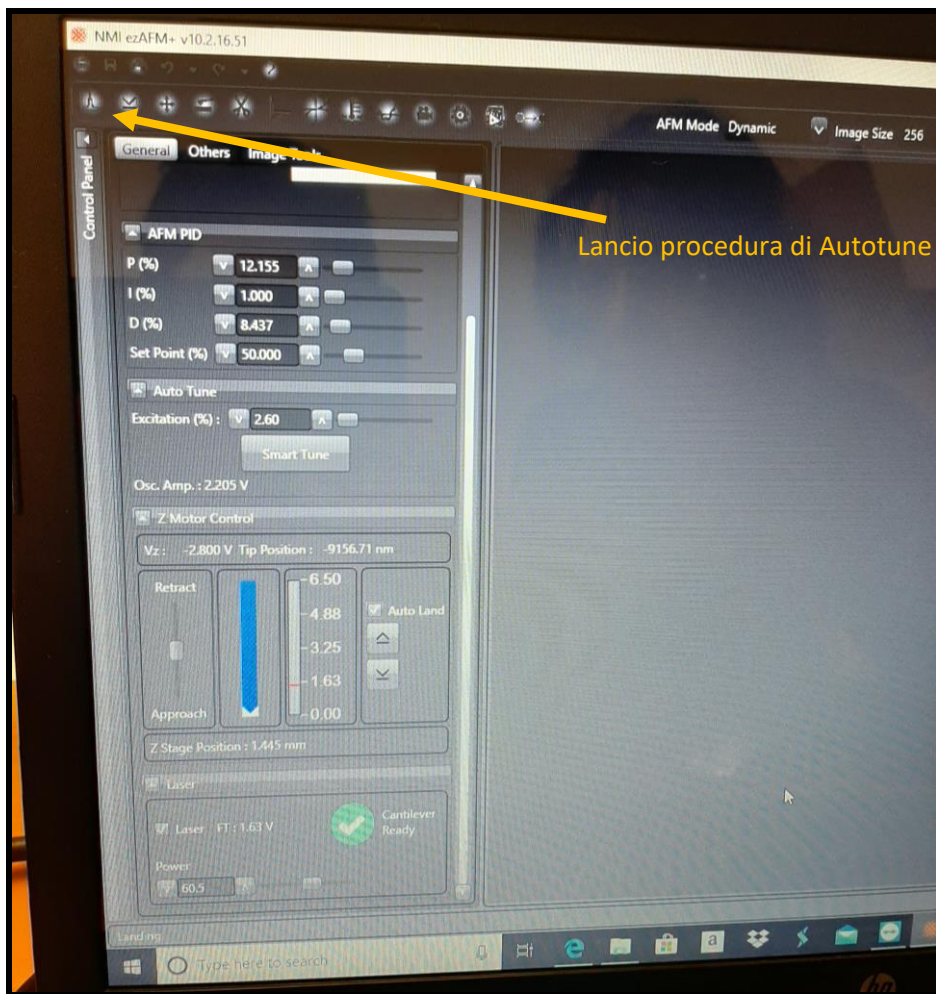 NMI ezAFM+ v10.2.16.51
AFM Mode Dynamic
Image Size 256
Control Panel
General Others Image Tools
Lancio procedura di Autotune
AFM PID
P (%) 12.155
I (%) 1.000
D (%) 8.437
Set Point (%) 50.000
Auto Tune
Excitation (%) : 2.60
Smart Tune
Osc. Amp. : 2.205 V
Z Motor Control
Vz : -2.800 V Tip Position : -9156.71 nm
Retract
Approach
6.50
4.88
3.25
1.63
0.00
Auto Land
Z Stage Position : 1.445 mm
Laser
Laser FT : 1.63 V
Cantilever
Ready
Power
60.5
Landing
Type here to search
a
hp